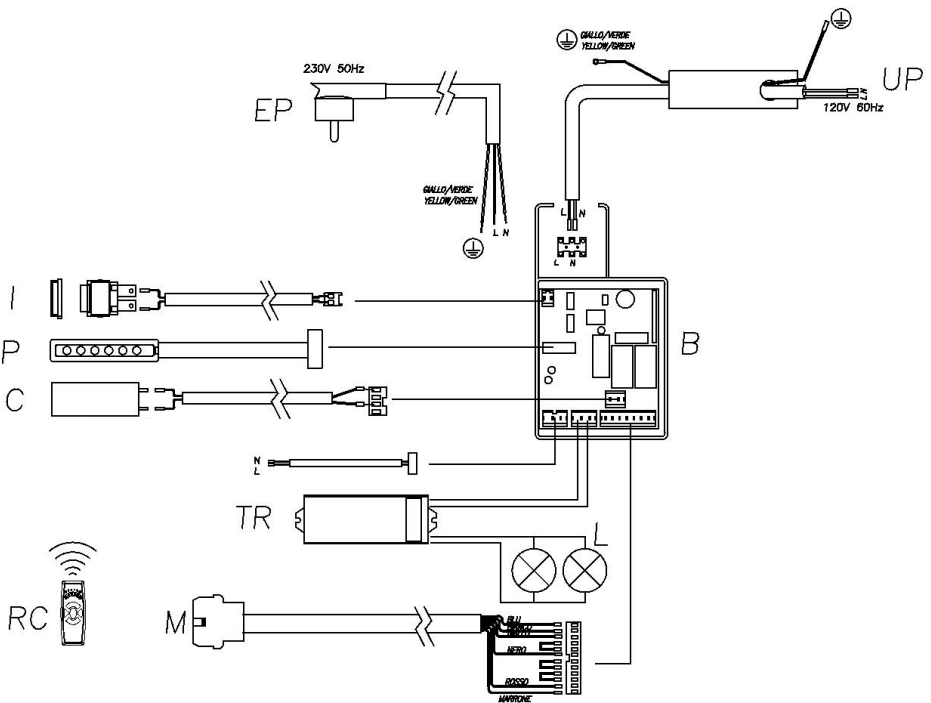 GIALLO/VERDE
YELLOW/GREEN
UP
L
N
120V 60Hz
230V 50Hz
EP
GIALLO/VERDE
YELLOW/GREEN
L N
L N
L N
I
P
B
C
N
L
TR
L
RC
M
BLU
NERO
ROSSO
MARRONE